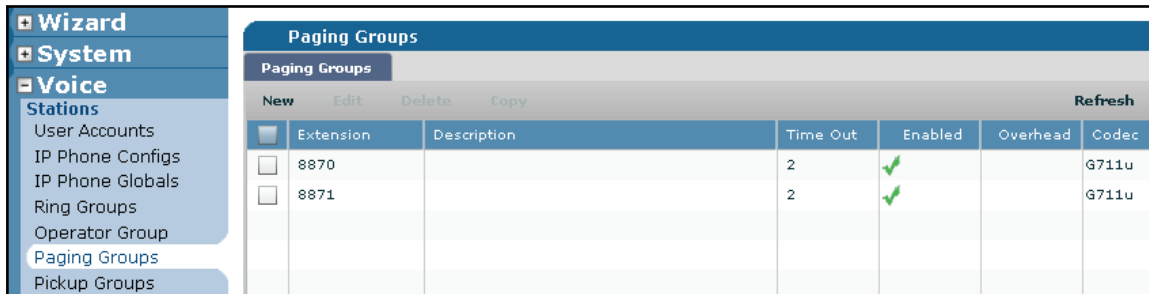 Wizard
System
Voice
Stations
User Accounts
IP Phone Configs
IP Phone Globals
Ring Groups
Operator Group
Paging Groups
Pickup Groups
Paging Groups
Paging Groups
New Edit Delete Copy Refresh
Extension Description Time Out Enabled Overhead Codec
8870 2 G711u
8871 2 G711u